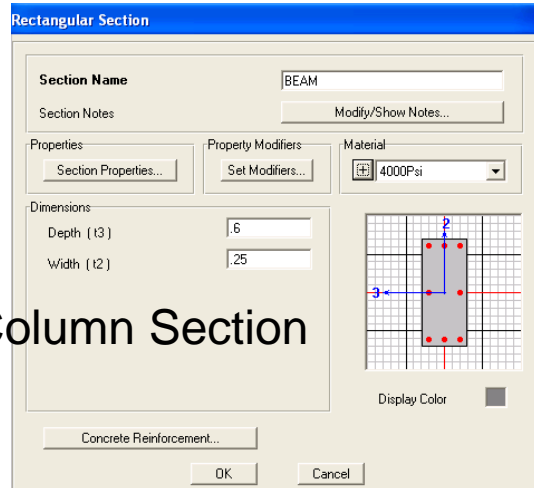 Rectangular Section
Section Name BEAM
Section Notes Modify/Show Notes...
Properties Property Modifiers Material
Section Properties... Set Modifiers... + 4000Psi
Dimensions
Depth ( t3 ) .6
Width ( t2 ) .25
2
3
Column Section
Display Color
Concrete Reinforcement...
OK Cancel